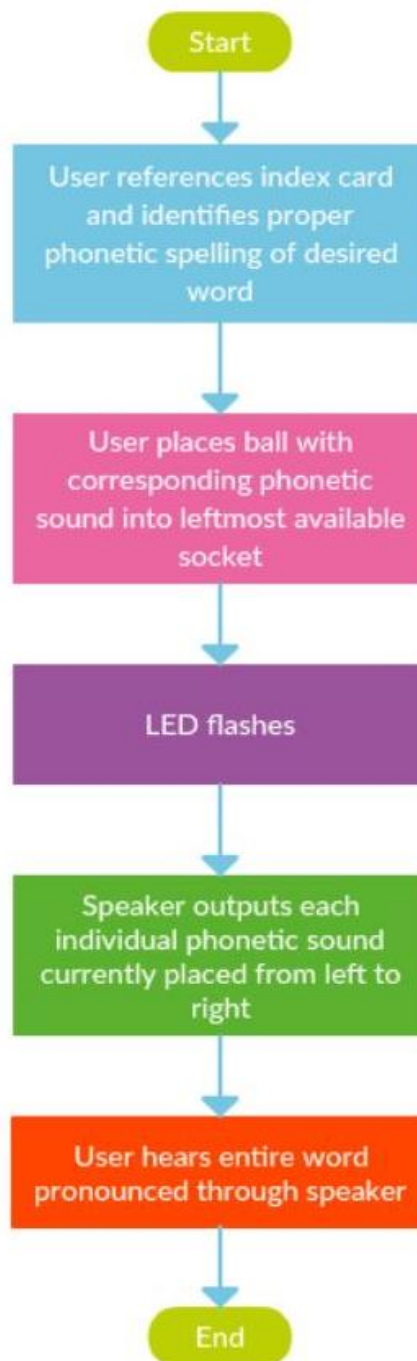 Start
User references index card
and identifies proper
phonetic spelling of desired
word
User places ball with
corresponding phonetic
sound into leftmost available
socket
LED flashes
Speaker outputs each
individual phonetic sound
currently placed from left to
right
User hears entire word
pronounced through speaker
End